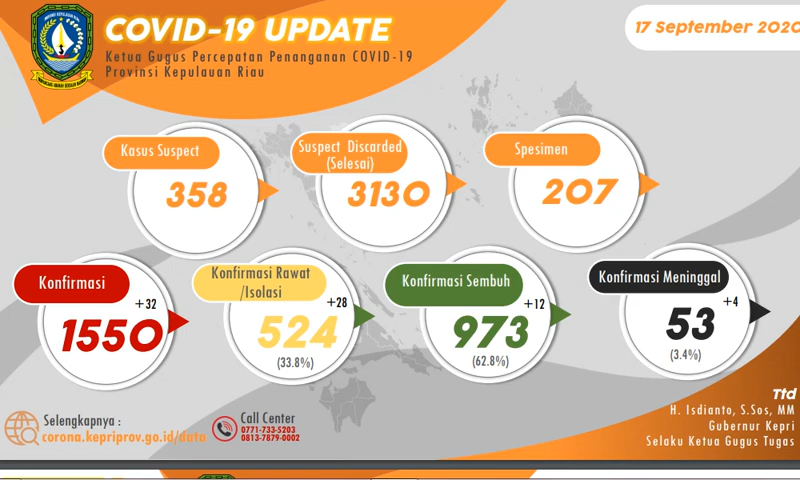 COVID-19 UPDATE
Ketua Gugus Percepatan Penanganan COVID-19
Provinsi Kepulauan Riau
17 September 2020
Kasus Suspect
358
Suspect Discarded
(Selesai)
3130
Spesimen
207
Konfirmasi
+32
1550
Konfirmasi Rawat
/Isolasi
+28
524
(33.8%)
Konfirmasi Sembuh
+12
973
(62.8%)
Konfirmasi Meninggal
+4
53
(3.4%)
Selengkapnya :
corona.kepriprov.go.id/data
Call Center
0771-733-5203
0813-7879-0002
Ttd
H. Isdianto, S.Sos, MM
Gubernur Kepri
Selaku Ketua Gugus Tugas